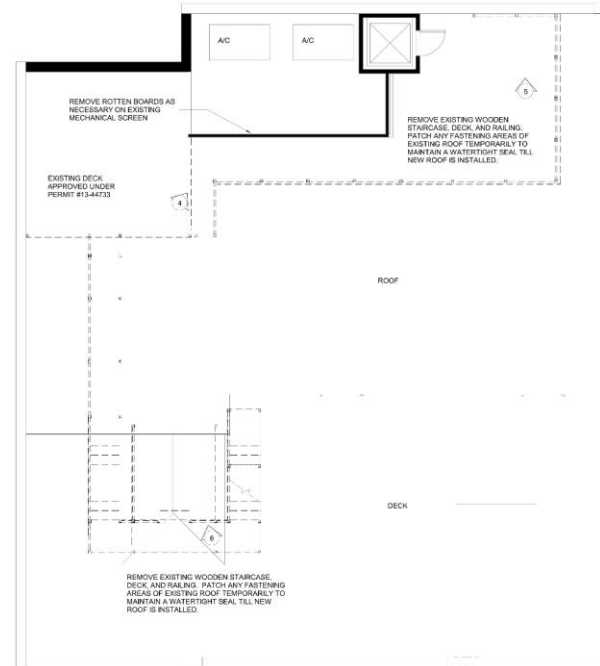 A/C
A/C
REMOVE ROTTEN BOARDS AS
NECESSARY ON EXISTING
MECHANICAL SCREEN
5
REMOVE EXISTING WOODEN
STAIRCASE, DECK, AND RAILING.
PATCH ANY FASTENING AREAS OF
EXISTING ROOF TEMPORARILY TO
MAINTAIN A WATERTIGHT SEAL TILL
NEW ROOF IS INSTALLED.
EXISTING DECK
APPROVED UNDER
PERMIT #13-44733
4
ROOF
DECK
6
REMOVE EXISTING WOODEN STAIRCASE,
DECK, AND RAILING. PATCH ANY FASTENING
AREAS OF EXISTING ROOF TEMPORARILY TO
MAINTAIN A WATERTIGHT SEAL TILL NEW
ROOF IS INSTALLED.